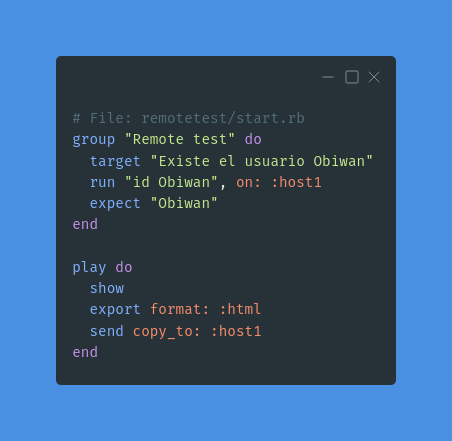 # File: remotetest/start.rb
group "Remote test" do
  target "Existe el usuario Obiwan"
  run "id Obiwan", on: :host1
  expect "Obiwan"
end

play do
  show
  export format: :html
  send copy_to: :host1
end